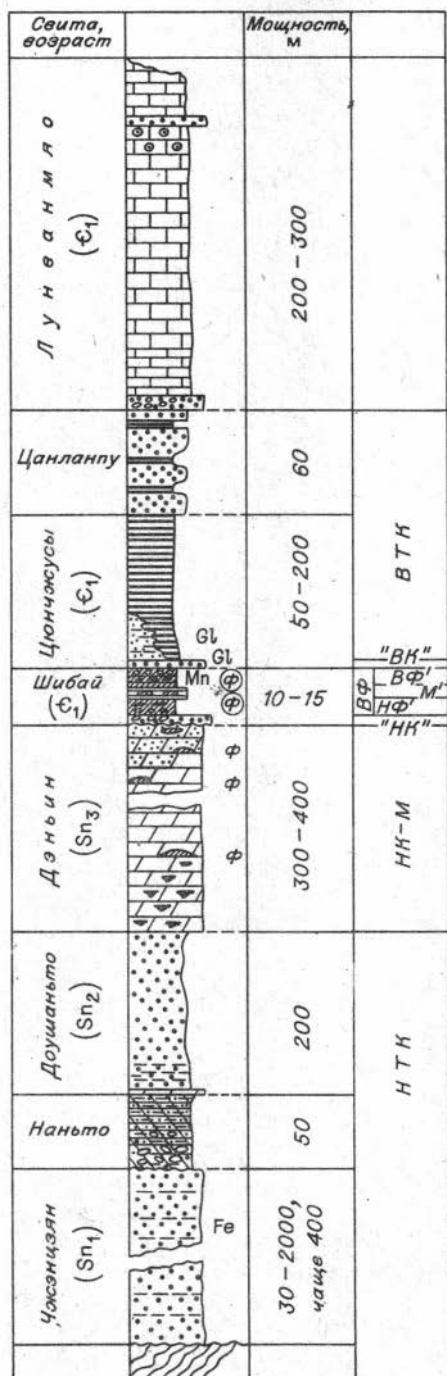 Свита, возраст
Мощность, м
Лунванмяо (Є₁)
200–300
Цанланпу
60
Цюнчжусы (Є₁)
Gl
Gl
50–200
ВТК
"ВК"
Шибай (Є₁)
Mn
Ф
Ф
10–15
ВФ
ВФ'
М'
НФ'
"НК"
Дэньин (Sn₃)
ф
ф
ф
300–400
НК-М
Доушаньто (Sn₂)
200
НТК
Наньто
50
Чжэнцзян (Sn₁)
Fe
30–2000, чаще 400